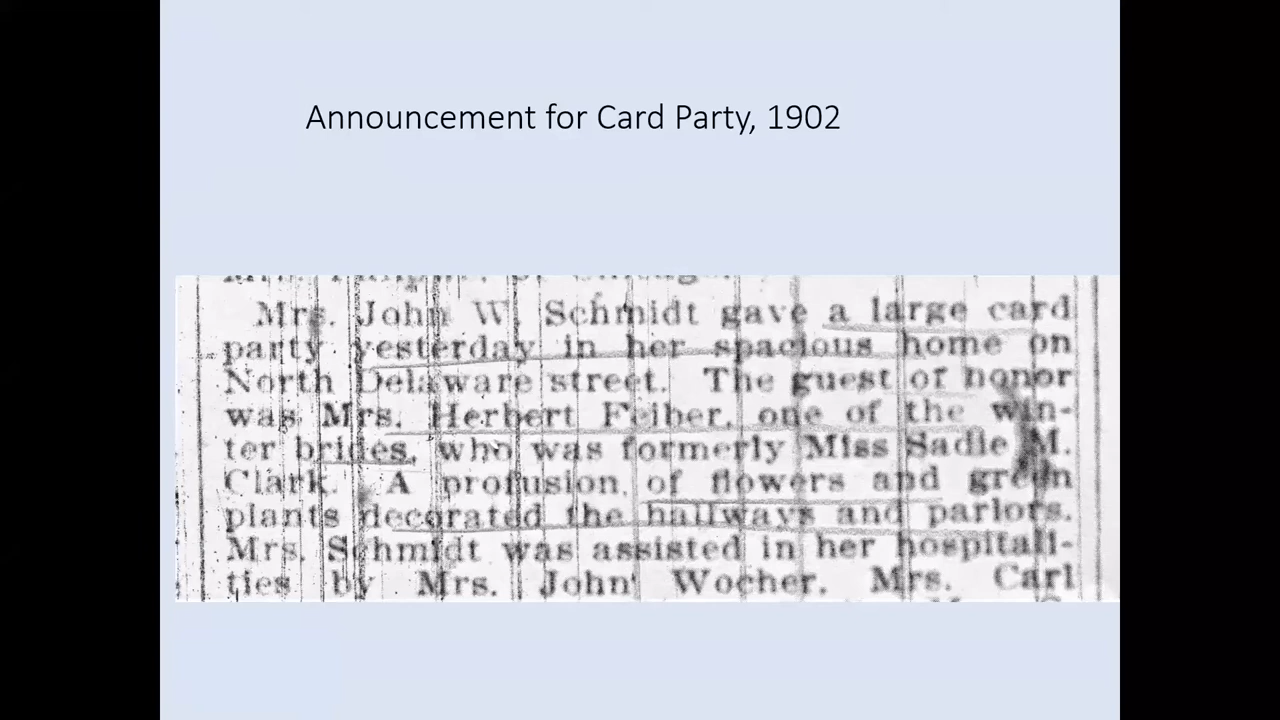 Announcement for Card Party, 1902
Mrs. John W. Schmidt gave a large card
party yesterday in her spacious home on
North Delaware street. The guest of honor
was Mrs. Herbert Feiber, one of the win-
ter brides, who was formerly Miss Sadie M.
Clark. A profusion of flowers and green
plants decorated the hallways and parlors.
Mrs. Schmidt was assisted in her hospitali-
ties by Mrs. John Wocher, Mrs. Carl